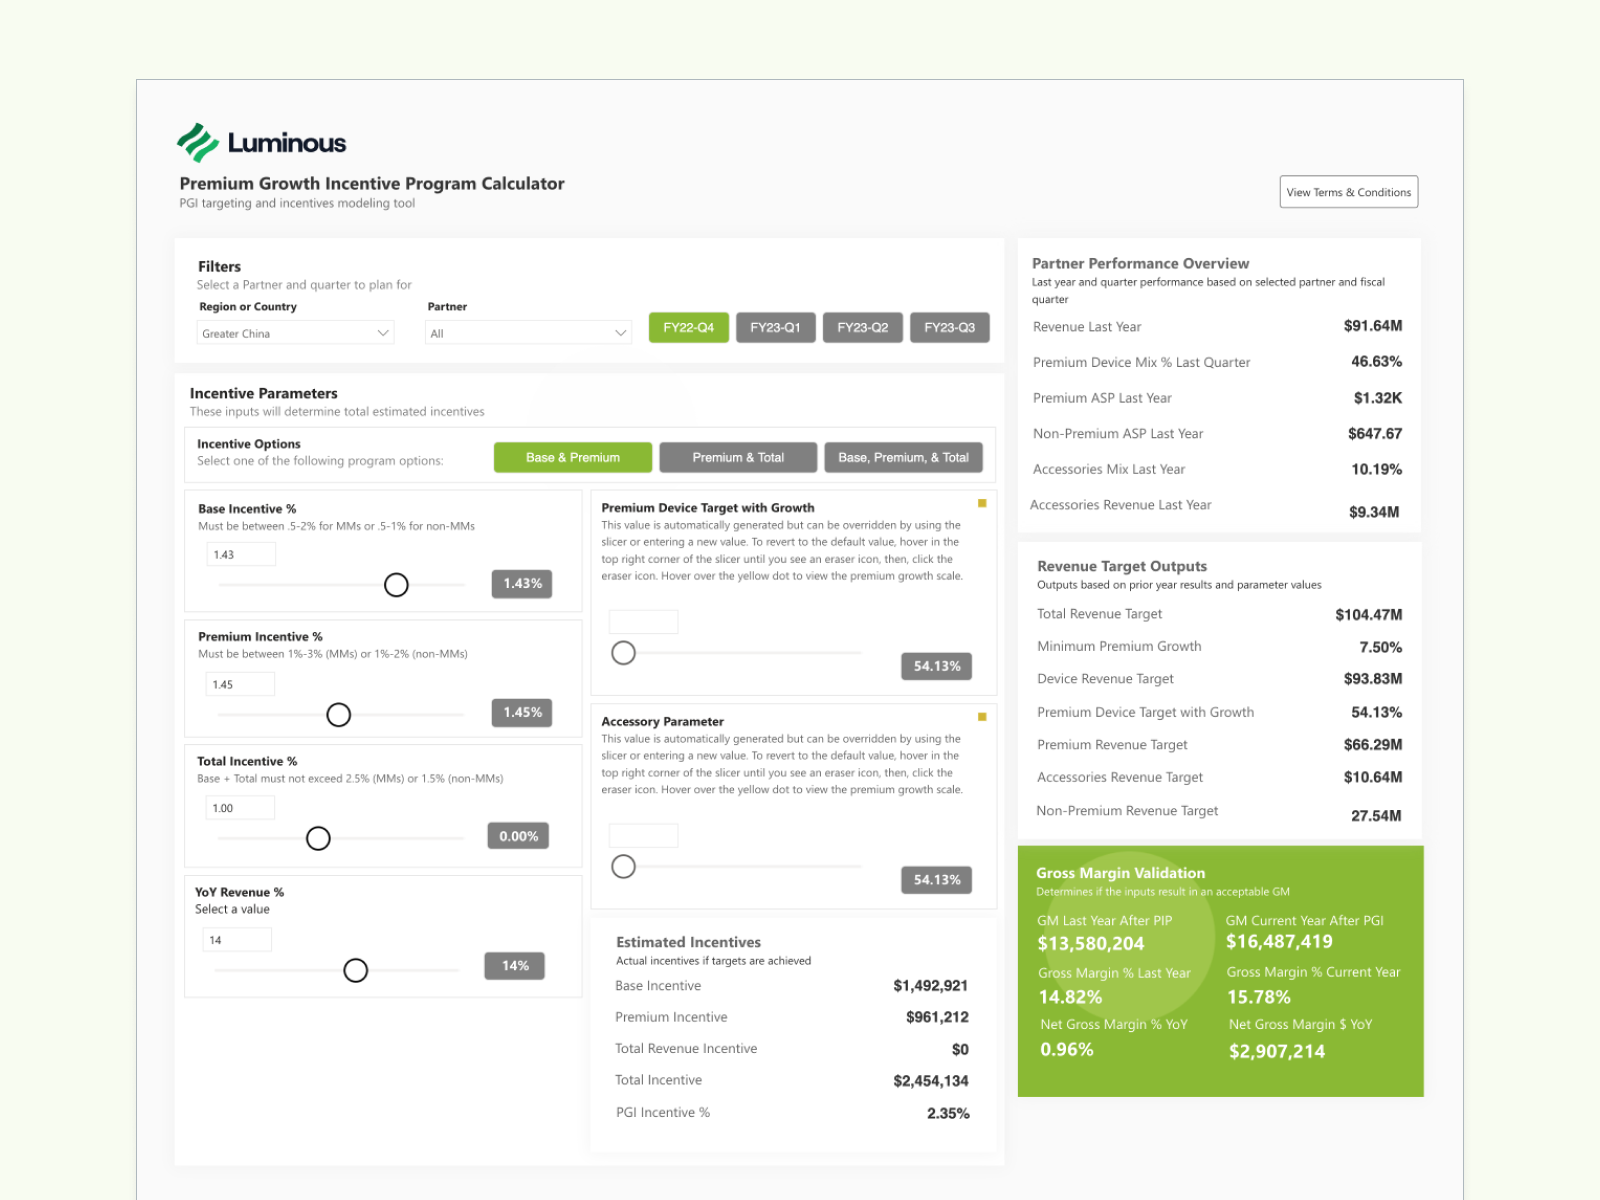 Luminous
Premium Growth Incentive Program Calculator
PGI targeting and incentives modeling tool
View Terms & Conditions
Filters
Select a Partner and quarter to plan for
Region or Country
Partner
Greater China
All
FY22-Q4
FY23-Q1
FY23-Q2
FY23-Q3
Incentive Parameters
These inputs will determine total estimated incentives
Incentive Options
Select one of the following program options:
Base & Premium
Premium & Total
Base, Premium, & Total
Base Incentive %
Must be between .5-2% for MMs or .5-1% for non-MMs
1.43
1.43%
Premium Incentive %
Must be between 1%-3% (MMs) or 1%-2% (non-MMs)
1.45
1.45%
Total Incentive %
Base + Total must not exceed 2.5% (MMs) or 1.5% (non-MMs)
1.00
0.00%
YoY Revenue %
Select a value
14
14%
Premium Device Target with Growth
This value is automatically generated but can be overridden by using the
slicer or entering a new value. To revert to the default value, hover in the
top right corner of the slicer until you see an eraser icon, then, click the
eraser icon. Hover over the yellow dot to view the premium growth scale.
54.13%
Accessory Parameter
This value is automatically generated but can be overridden by using the
slicer or entering a new value. To revert to the default value, hover in the
top right corner of the slicer until you see an eraser icon, then, click the
eraser icon. Hover over the yellow dot to view the premium growth scale.
54.13%
Estimated Incentives
Actual incentives if targets are achieved
Base Incentive $1,492,921
Premium Incentive $961,212
Total Revenue Incentive $0
Total Incentive $2,454,134
PGI Incentive % 2.35%
Partner Performance Overview
Last year and quarter performance based on selected partner and fiscal
quarter
Revenue Last Year $91.64M
Premium Device Mix % Last Quarter 46.63%
Premium ASP Last Year $1.32K
Non-Premium ASP Last Year $647.67
Accessories Mix Last Year 10.19%
Accessories Revenue Last Year $9.34M
Revenue Target Outputs
Outputs based on prior year results and parameter values
Total Revenue Target $104.47M
Minimum Premium Growth 7.50%
Device Revenue Target $93.83M
Premium Device Target with Growth 54.13%
Premium Revenue Target $66.29M
Accessories Revenue Target $10.64M
Non-Premium Revenue Target 27.54M
Gross Margin Validation
Determines if the inputs result in an acceptable GM
GM Last Year After PIP
$13,580,204
GM Current Year After PGI
$16,487,419
Gross Margin % Last Year
14.82%
Gross Margin % Current Year
15.78%
Net Gross Margin % YoY
0.96%
Net Gross Margin $ YoY
$2,907,214